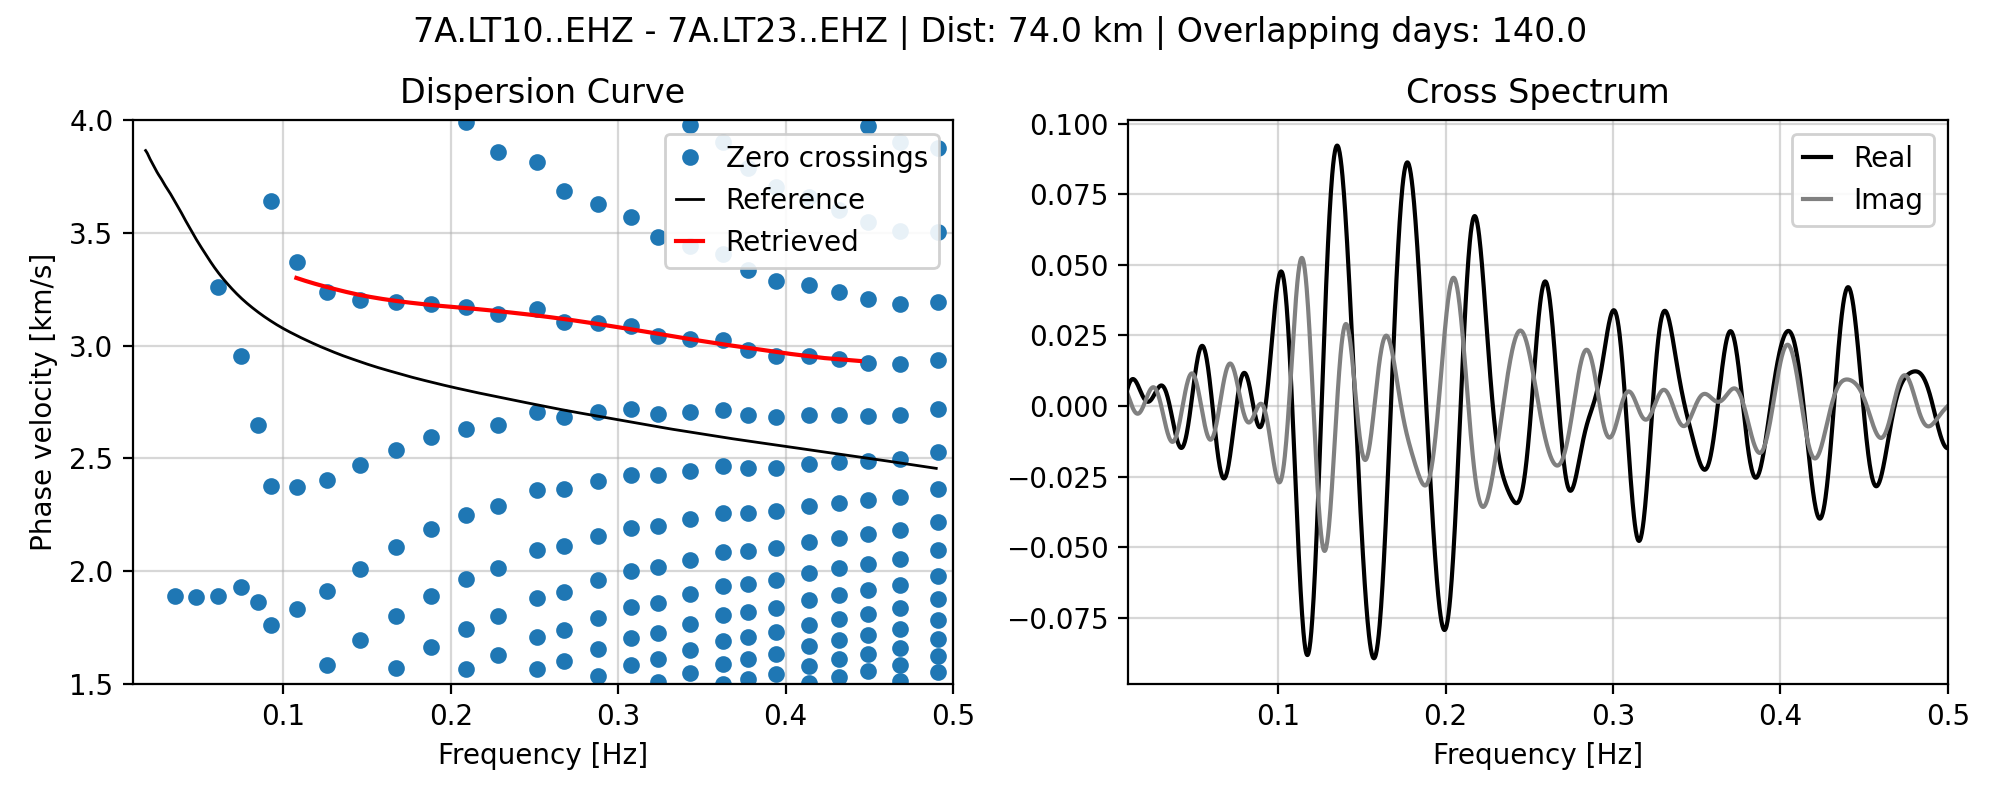 7A.LT10..EHZ - 7A.LT23..EHZ | Dist: 74.0 km | Overlapping days: 140.0
Dispersion Curve
4.0
3.5
3.0
2.5
2.0
1.5
Phase velocity [km/s]
0.1
0.2
0.3
0.4
0.5
Frequency [Hz]
Zero crossings
Reference
Retrieved
Cross Spectrum
0.100
0.075
0.050
0.025
0.000
−0.025
−0.050
−0.075
0.1
0.2
0.3
0.4
0.5
Frequency [Hz]
Real
Imag